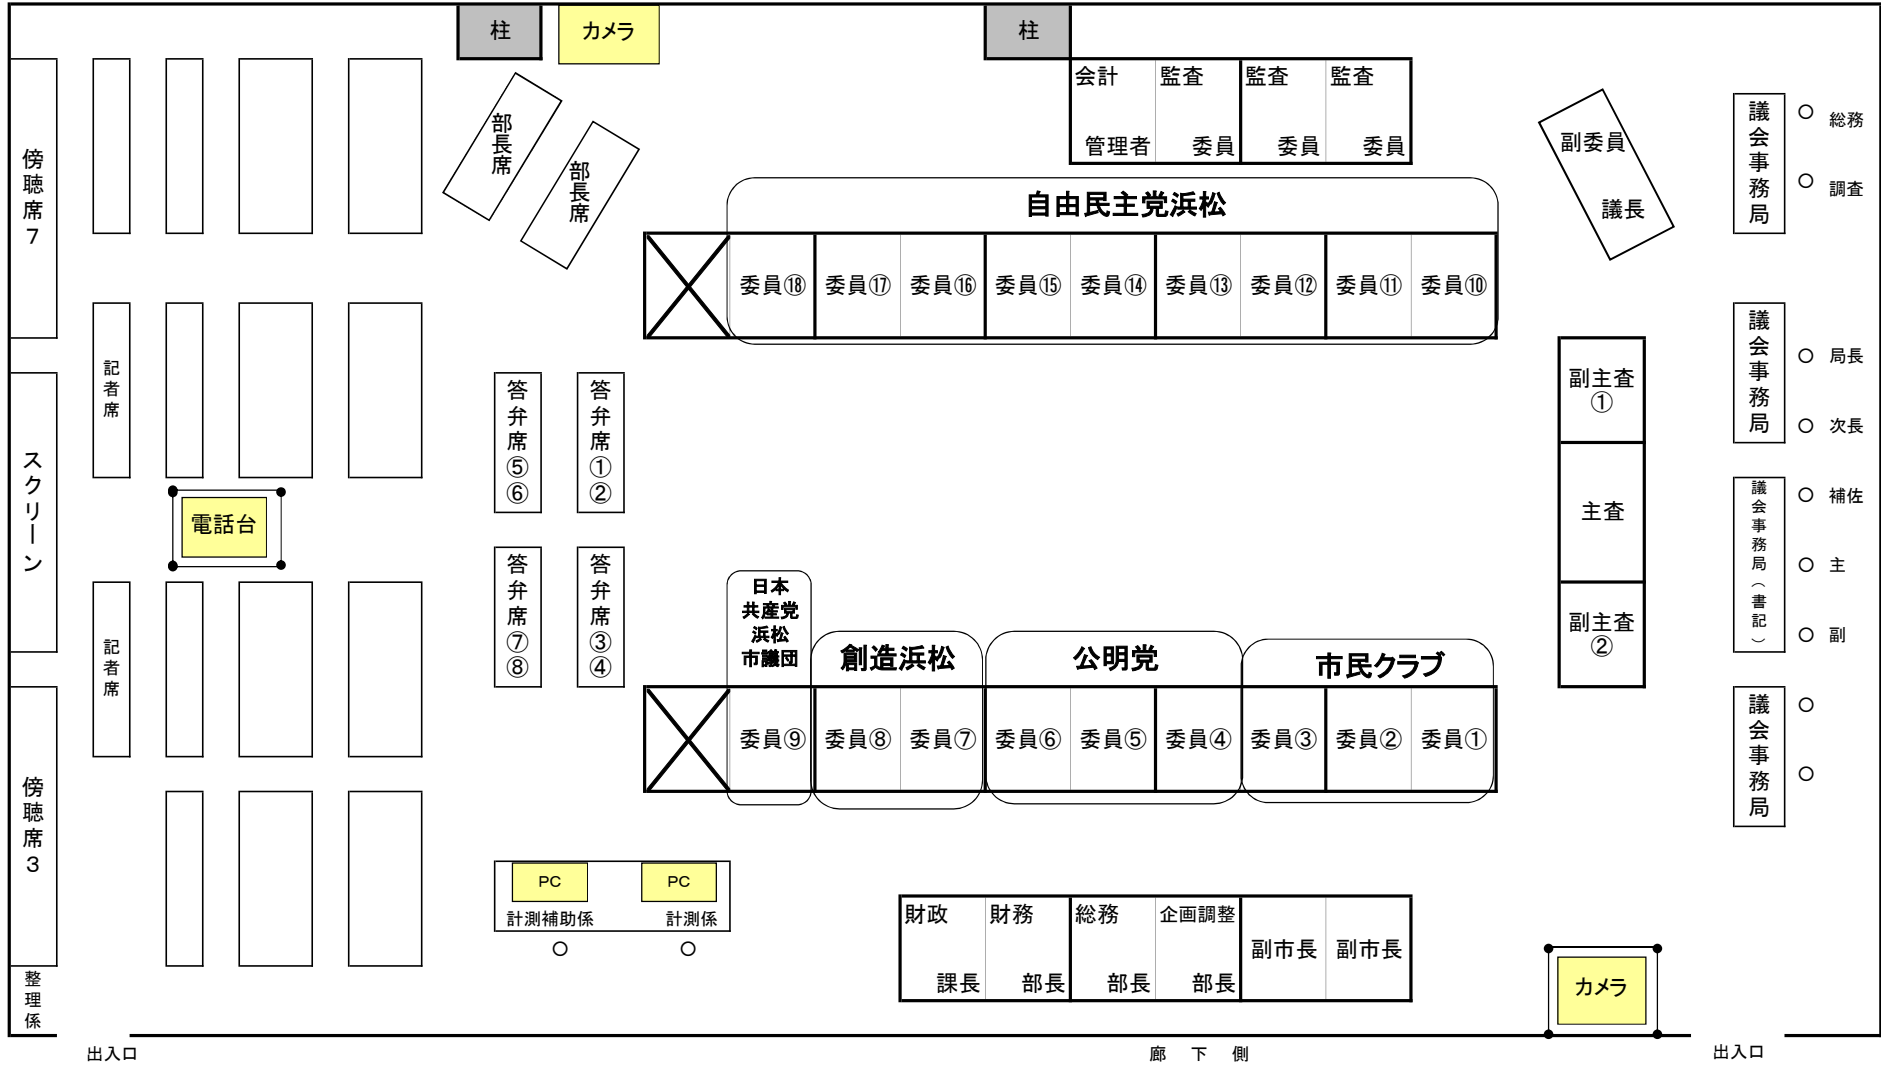 柱
カメラ
柱
会計
管理者
監査
委員
監査
委員
監査
委員
部長席
部長席
副委員
議長
議会事務局
総務
調査
傍聴席7
自由民主党浜松
委員⑱
委員⑰
委員⑯
委員⑮
委員⑭
委員⑬
委員⑫
委員⑪
委員⑩
議会事務局
局長
次長
記者席
答弁席⑤⑥
答弁席①②
副主査
①
主査
副主査
②
スクリーン
電話台
議会事務局(書記)
補佐
主
副
答弁席⑦⑧
答弁席③④
記者席
日本
共産党
浜松
市議団
創造浜松
公明党
市民クラブ
委員⑨
委員⑧
委員⑦
委員⑥
委員⑤
委員④
委員③
委員②
委員①
議会事務局
傍聴席3
PC
PC
計測補助係
計測係
財政
課長
財務
部長
総務
部長
企画調整
部長
副市長
副市長
カメラ
整理係
出入口
廊下側
出入口